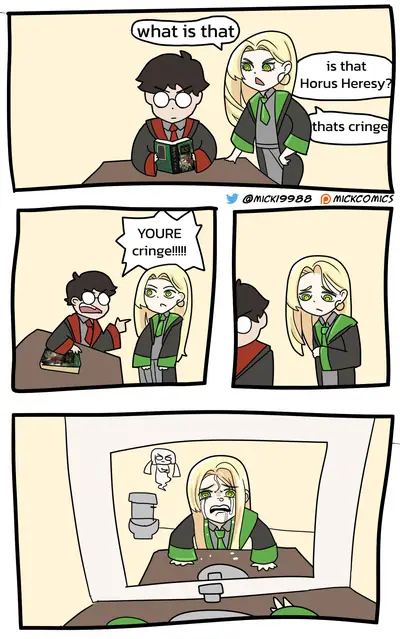 what is that
is that
Horus Heresy?
thats cringe
@MICKI9988 MICKCOMICS
YOURE
cringe!!!!!